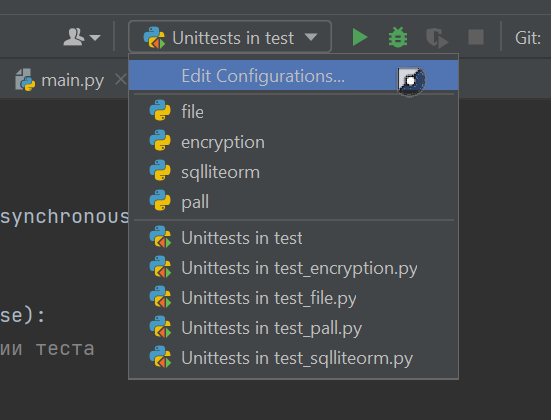 Unittests in test
Git:
main.py
Edit Configurations...
file
encryption
sqlliteorm
pall
synchronous
Unittests in test
Unittests in test_encryption.py
Unittests in test_file.py
se):
Unittests in test_pall.py
ии теста
Unittests in test_sqlliteorm.py